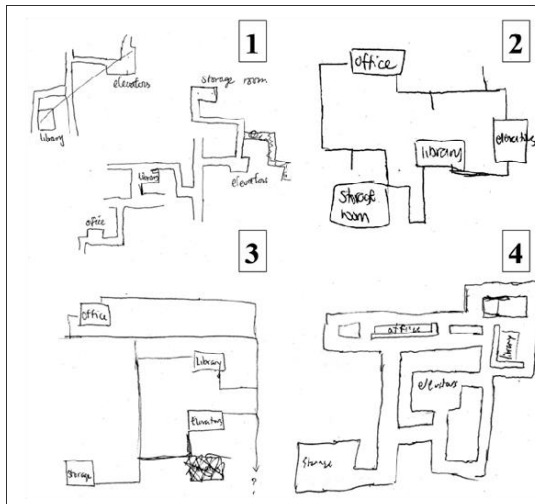 1
elevators
library
storage room
library
elevators
office
2
office
library
elevators
storage
room
3
office
Library
Elevators
Storage
4
office
library
elevators
storage